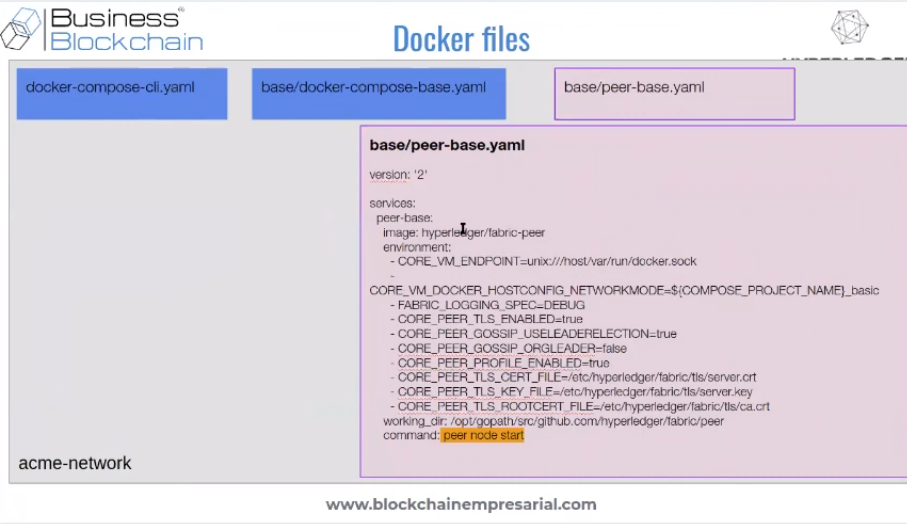 Business®
Blockchain
Docker files
docker-compose-cli.yaml
base/docker-compose-base.yaml
base/peer-base.yaml
base/peer-base.yaml
version: '2'
services:
peer-base:
image: hyperledger/fabric-peer
environment:
- CORE_VM_ENDPOINT=unix:///host/var/run/docker.sock
-
CORE_VM_DOCKER_HOSTCONFIG_NETWORKMODE=${COMPOSE_PROJECT_NAME}_basic
- FABRIC_LOGGING_SPEC=DEBUG
- CORE_PEER_TLS_ENABLED=true
- CORE_PEER_GOSSIP_USELEADERELECTION=true
- CORE_PEER_GOSSIP_ORGLEADER=false
- CORE_PEER_PROFILE_ENABLED=true
- CORE_PEER_TLS_CERT_FILE=/etc/hyperledger/fabric/tls/server.crt
- CORE_PEER_TLS_KEY_FILE=/etc/hyperledger/fabric/tls/server.key
- CORE_PEER_TLS_ROOTCERT_FILE=/etc/hyperledger/fabric/tls/ca.crt
working_dir: /opt/gopath/src/github.com/hyperledger/fabric/peer
command: peer node start
acme-network
www.blockchainempresarial.com